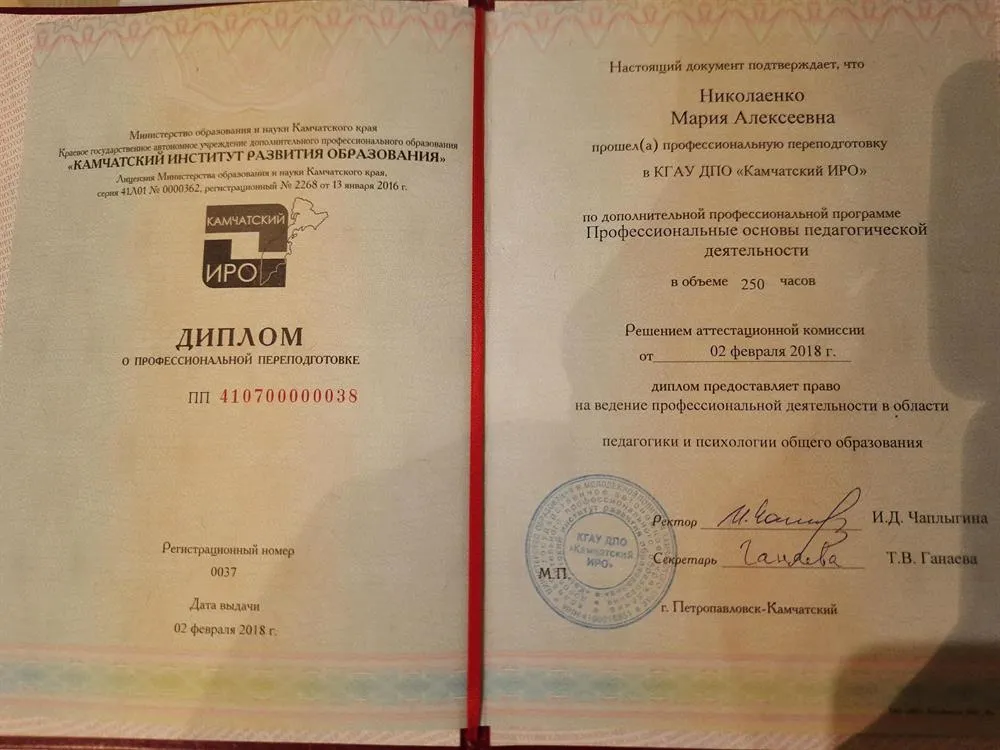 Министерство образования и науки Камчатского края
Краевое государственное автономное учреждение дополнительного профессионального образования
«КАМЧАТСКИЙ ИНСТИТУТ РАЗВИТИЯ ОБРАЗОВАНИЯ»
Лицензия Министерства образования и науки Камчатского края,
серия 41Л01 № 0000362, регистрационный № 2268 от 13 января 2016 г.
КАМЧАТСКИЙ
ИРО
ДИПЛОМ
О ПРОФЕССИОНАЛЬНОЙ ПЕРЕПОДГОТОВКЕ
ПП 410700000038
Регистрационный номер
0037
Дата выдачи
02 февраля 2018 г.
Настоящий документ подтверждает, что
Николаенко
Мария Алексеевна
прошел(а) профессиональную переподготовку
в КГАУ ДПО «Камчатский ИРО»
по дополнительной профессиональной программе
Профессиональные основы педагогической
деятельности
в объеме 250 часов
Решением аттестационной комиссии
от 02 февраля 2018 г.
диплом предоставляет право
на ведение профессиональной деятельности в области
педагогики и психологии общего образования
Ректор И.Д. Чаплыгина
Секретарь Ганаева Т.В. Ганаева
М.П.
КГАУ ДПО
«Камчатский
ИРО»
г. Петропавловск-Камчатский